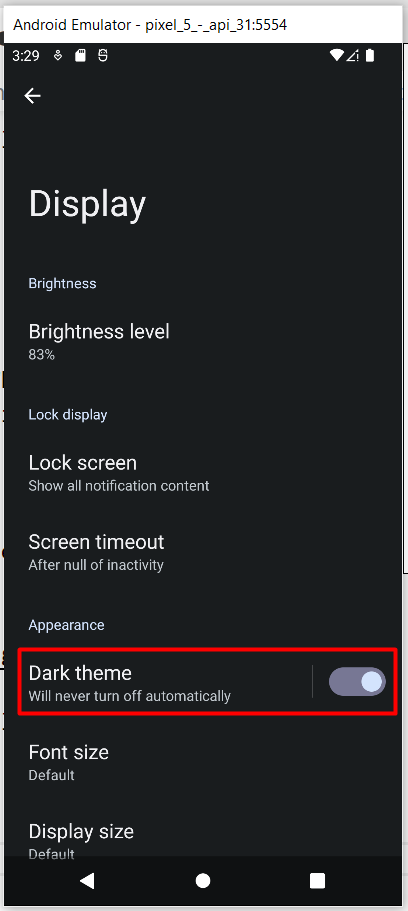 Android Emulator - pixel_5_-_api_31:5554
3:29
Display
Brightness
Brightness level
83%
Lock display
Lock screen
Show all notification content
Screen timeout
After null of inactivity
Appearance
Dark theme
Will never turn off automatically
Font size
Default
Display size
Default